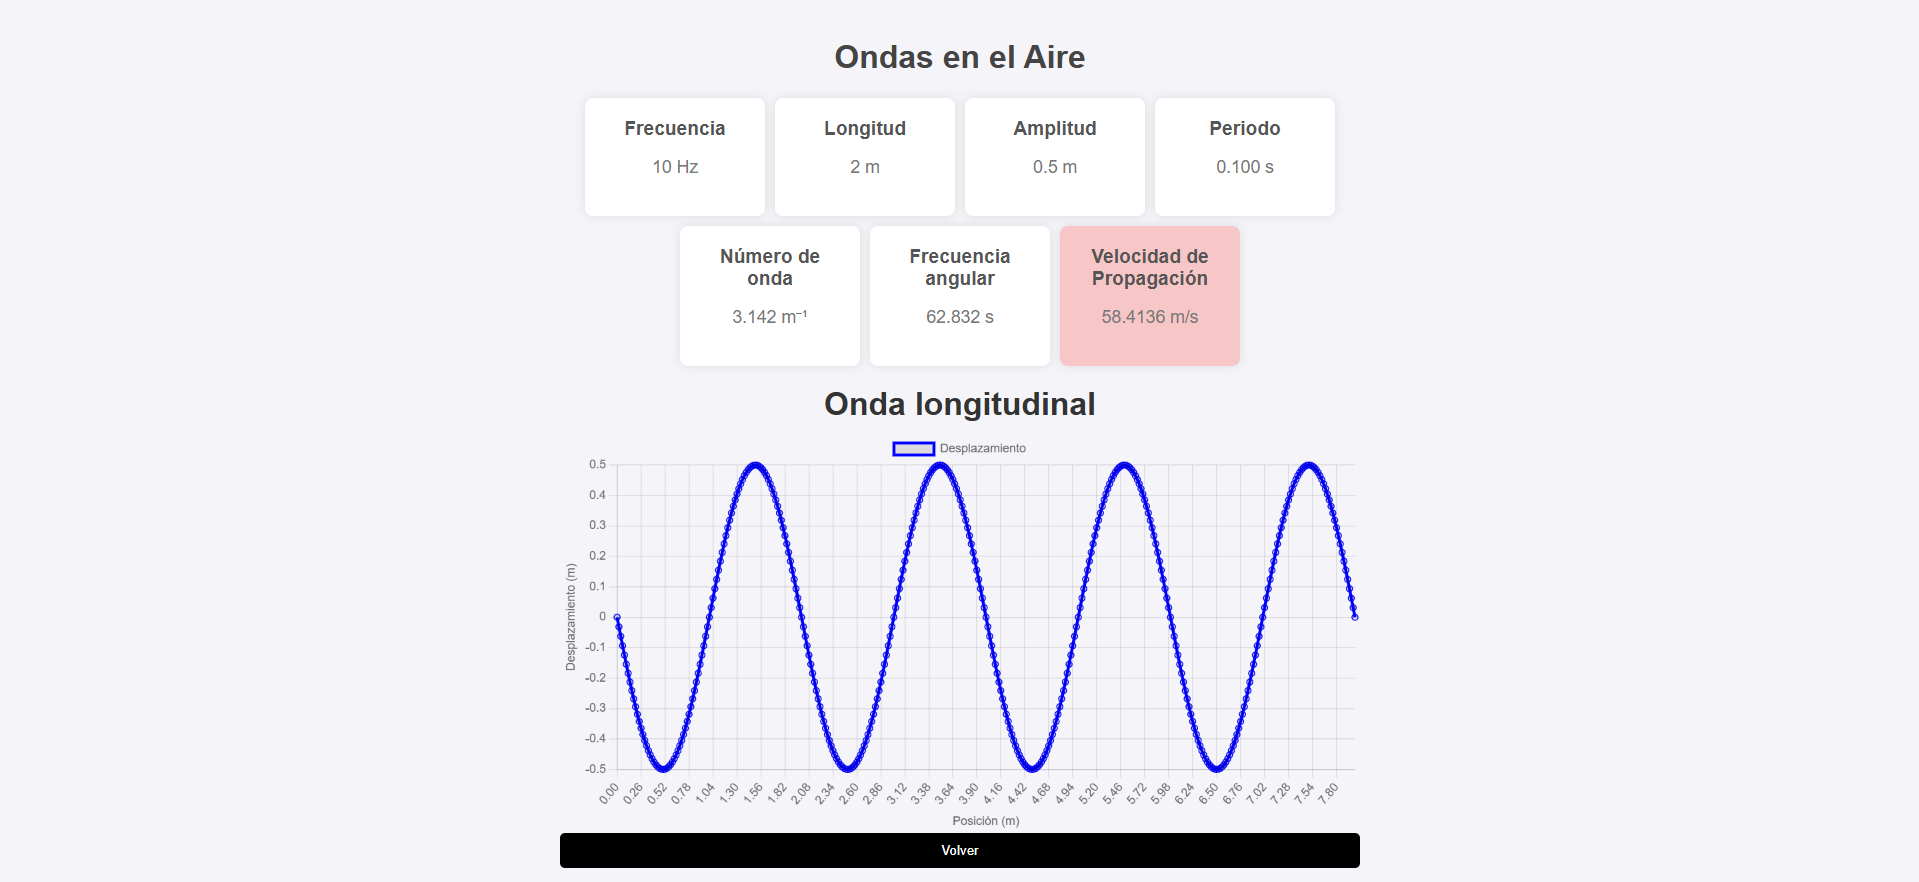 Ondas en el Aire
Frecuencia
10 Hz
Longitud
2 m
Amplitud
0.5 m
Periodo
0.100 s
Número de
onda
3.142 m⁻¹
Frecuencia
angular
62.832 s
Velocidad de
Propagación
58.4136 m/s
Onda longitudinal
Desplazamiento
0.5
0.4
0.3
0.2
0.1
0
-0.1
-0.2
-0.3
-0.4
-0.5
Desplazamiento (m)
0.00 0.26 0.52 0.78 1.04 1.30 1.56 1.82 2.08 2.34 2.60 2.86 3.12 3.38 3.64 3.90 4.16 4.42 4.68 4.94 5.20 5.46 5.72 5.98 6.24 6.50 6.76 7.02 7.28 7.54 7.80
Posición (m)
Volver